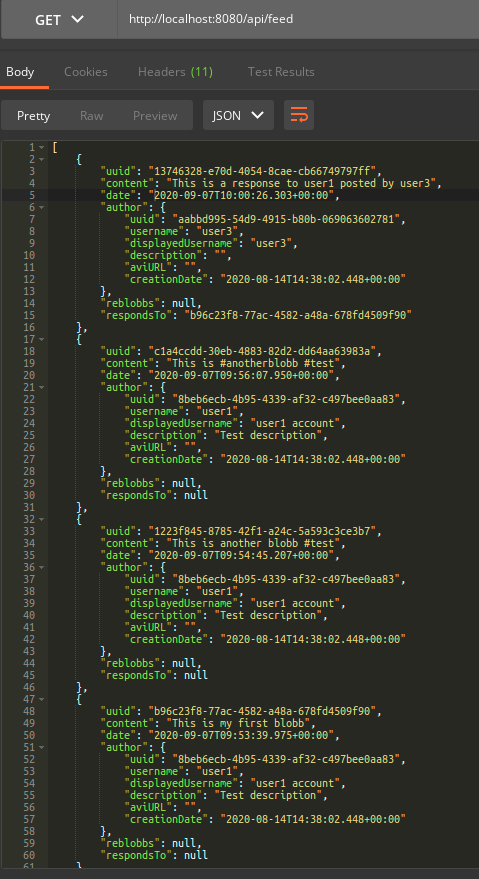 GET http://localhost:8080/api/feed
Body Cookies Headers (11) Test Results
Pretty Raw Preview JSON
1 [
2 {
3 "uuid": "13746328-e70d-4054-8cae-cb66749797ff",
4 "content": "This is a response to user1 posted by user3",
5 "date": "2020-09-07T10:00:26.303+00:00",
6 "author": {
7 "uuid": "aabbd995-54d9-4915-b80b-069063602781",
8 "username": "user3",
9 "displayedUsername": "user3",
10 "description": "",
11 "aviURL": "",
12 "creationDate": "2020-08-14T14:38:02.448+00:00"
13 },
14 "reblobbs": null,
15 "respondsTo": "b96c23f8-77ac-4582-a48a-678fd4509f90"
16 },
17 {
18 "uuid": "c1a4ccdd-30eb-4883-82d2-dd64aa63983a",
19 "content": "This is #anotherblobb #test",
20 "date": "2020-09-07T09:56:07.950+00:00",
21 "author": {
22 "uuid": "8beb6ecb-4b95-4339-af32-c497bee0aa83",
23 "username": "user1",
24 "displayedUsername": "user1 account",
25 "description": "Test description",
26 "aviURL": "",
27 "creationDate": "2020-08-14T14:38:02.448+00:00"
28 },
29 "reblobbs": null,
30 "respondsTo": null
31 },
32 {
33 "uuid": "1223f845-8785-42f1-a24c-5a593c3ce3b7",
34 "content": "This is another blobb #test",
35 "date": "2020-09-07T09:54:45.207+00:00",
36 "author": {
37 "uuid": "8beb6ecb-4b95-4339-af32-c497bee0aa83",
38 "username": "user1",
39 "displayedUsername": "user1 account",
40 "description": "Test description",
41 "aviURL": "",
42 "creationDate": "2020-08-14T14:38:02.448+00:00"
43 },
44 "reblobbs": null,
45 "respondsTo": null
46 },
47 {
48 "uuid": "b96c23f8-77ac-4582-a48a-678fd4509f90",
49 "content": "This is my first blobb",
50 "date": "2020-09-07T09:53:39.975+00:00",
51 "author": {
52 "uuid": "8beb6ecb-4b95-4339-af32-c497bee0aa83",
53 "username": "user1",
54 "displayedUsername": "user1 account",
55 "description": "Test description",
56 "aviURL": "",
57 "creationDate": "2020-08-14T14:38:02.448+00:00"
58 },
59 "reblobbs": null,
60 "respondsTo": null
61 }